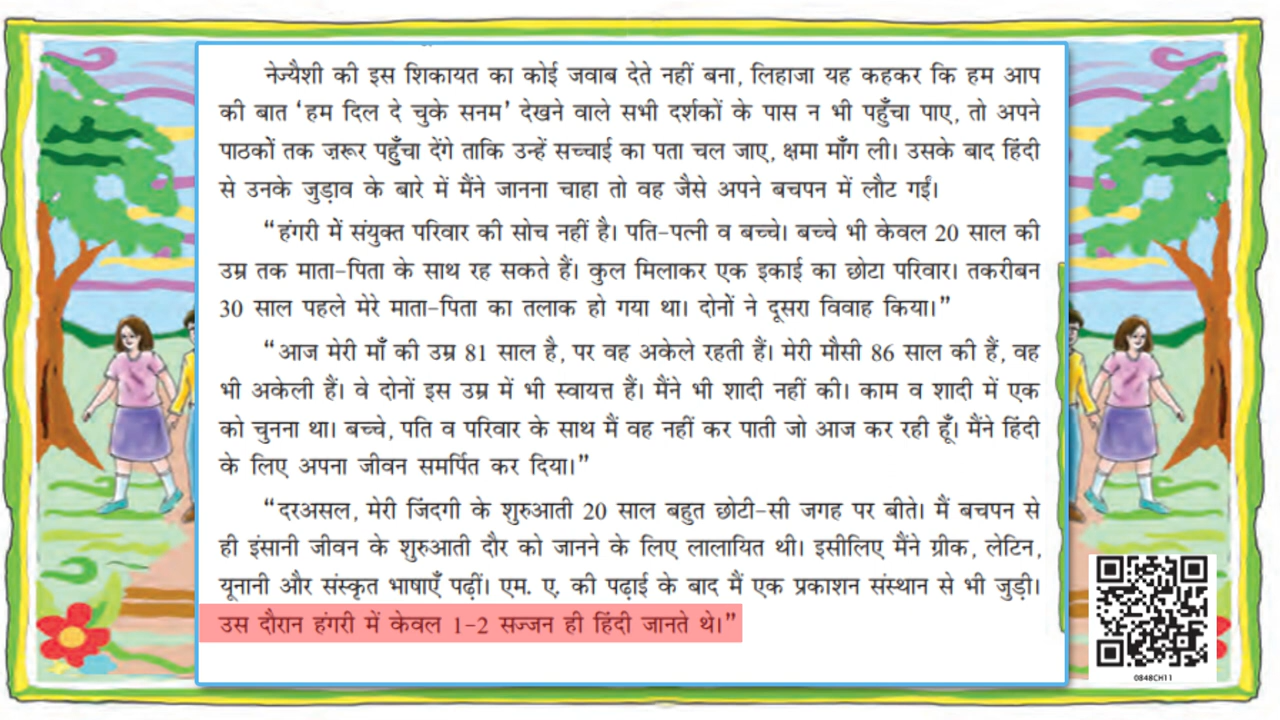 नेज्यैशी की इस शिकायत का कोई जवाब देते नहीं बना, लिहाजा यह कहकर कि हम आप
की बात ‘हम दिल दे चुके सनम’ देखने वाले सभी दर्शकों के पास न भी पहुँचा पाए, तो अपने
पाठकों तक ज़रूर पहुँचा देंगे ताकि उन्हें सच्चाई का पता चल जाए, क्षमा माँग ली। उसके बाद हिंदी
से उनके जुड़ाव के बारे में मैंने जानना चाहा तो वह जैसे अपने बचपन में लौट गईं।
“हंगरी में संयुक्त परिवार की सोच नहीं है। पति-पत्नी व बच्चे। बच्चे भी केवल 20 साल की
उम्र तक माता-पिता के साथ रह सकते हैं। कुल मिलाकर एक इकाई का छोटा परिवार। तकरीबन
30 साल पहले मेरे माता-पिता का तलाक हो गया था। दोनों ने दूसरा विवाह किया।”
“आज मेरी माँ की उम्र 81 साल है, पर वह अकेले रहती हैं। मेरी मौसी 86 साल की हैं, वह
भी अकेली हैं। वे दोनों इस उम्र में भी स्वायत्त हैं। मैंने भी शादी नहीं की। काम व शादी में एक
को चुनना था। बच्चे, पति व परिवार के साथ मैं वह नहीं कर पाती जो आज कर रही हूँ। मैंने हिंदी
के लिए अपना जीवन समर्पित कर दिया।”
“दरअसल, मेरी जिंदगी के शुरुआती 20 साल बहुत छोटी-सी जगह पर बीते। मैं बचपन से
ही इंसानी जीवन के शुरुआती दौर को जानने के लिए लालायित थी। इसीलिए मैंने ग्रीक, लेटिन,
यूनानी और संस्कृत भाषाएँ पढ़ीं। एम. ए. की पढ़ाई के बाद मैं एक प्रकाशन संस्थान से भी जुड़ी।
उस दौरान हंगरी में केवल 1-2 सज्जन ही हिंदी जानते थे।”
0848CH11